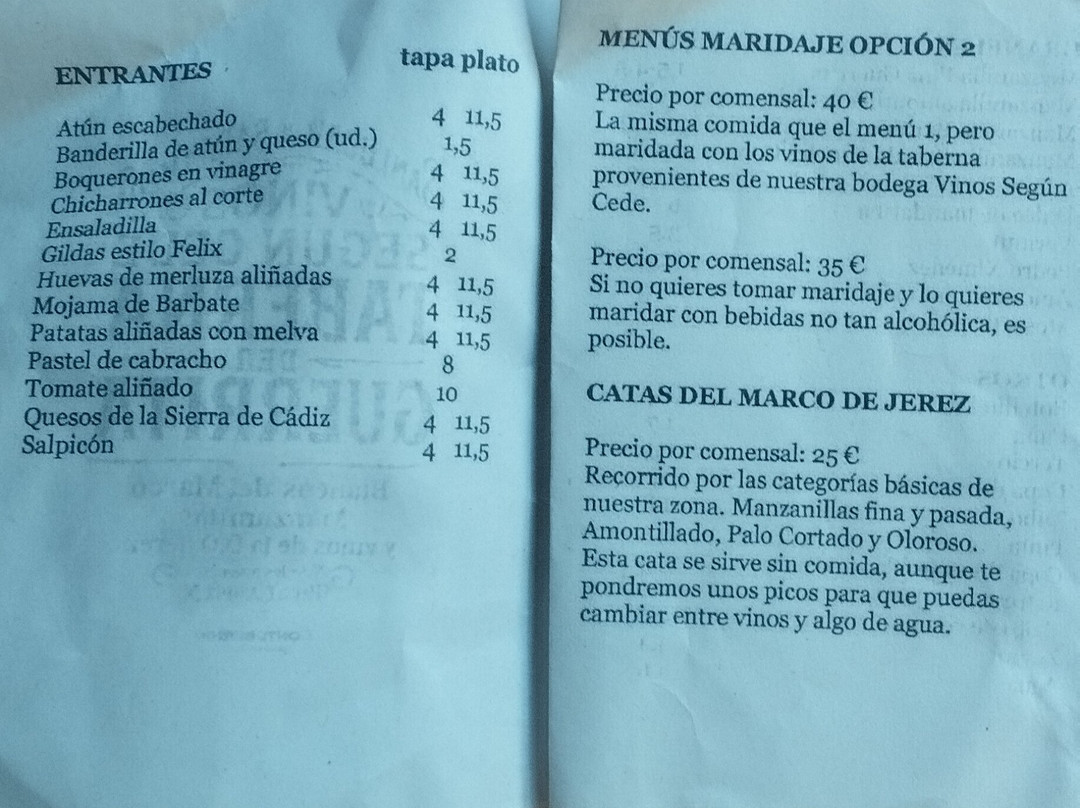 ENTRANTES tapa plato
Atún escabechado 4 11,5
Banderilla de atún y queso (ud.) 1,5
Boquerones en vinagre 4 11,5
Chicharrones al corte 4 11,5
Ensaladilla 4 11,5
Gildas estilo Felix 2
Huevas de merluza aliñadas 4 11,5
Mojama de Barbate 4 11,5
Patatas aliñadas con melva 4 11,5
Pastel de cabracho 8
Tomate aliñado 10
Quesos de la Sierra de Cádiz 4 11,5
Salpicón 4 11,5
MENÚS MARIDAJE OPCIÓN 2
Precio por comensal: 40 €
La misma comida que el menú 1, pero
maridada con los vinos de la taberna
provenientes de nuestra bodega Vinos Según
Cede.
Precio por comensal: 35 €
Si no quieres tomar maridaje y lo quieres
maridar con bebidas no tan alcohólica, es
posible.
CATAS DEL MARCO DE JEREZ
Precio por comensal: 25 €
Recorrido por las categorías básicas de
nuestra zona. Manzanillas fina y pasada,
Amontillado, Palo Cortado y Oloroso.
Esta cata se sirve sin comida, aunque te
pondremos unos picos para que puedas
cambiar entre vinos y algo de agua.